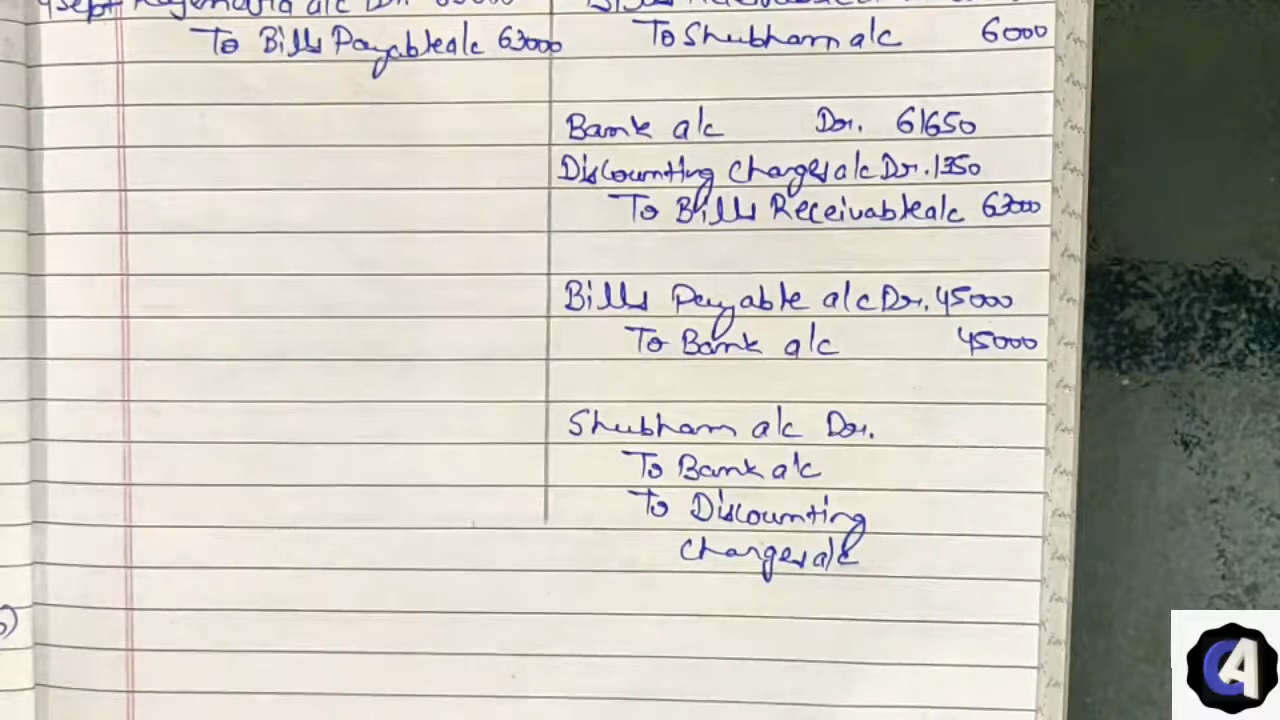 To Bills Payable a/c 63000
To Shubham a/c 6000
Bank a/c Dr. 61650
Discounting Charges a/c Dr. 1350
To Bills Receivable a/c 63000
Bills Payable a/c Dr. 45000
To Bank a/c 45000
Shubham a/c Dr.
To Bank a/c
To Discounting
Charges a/c
CA